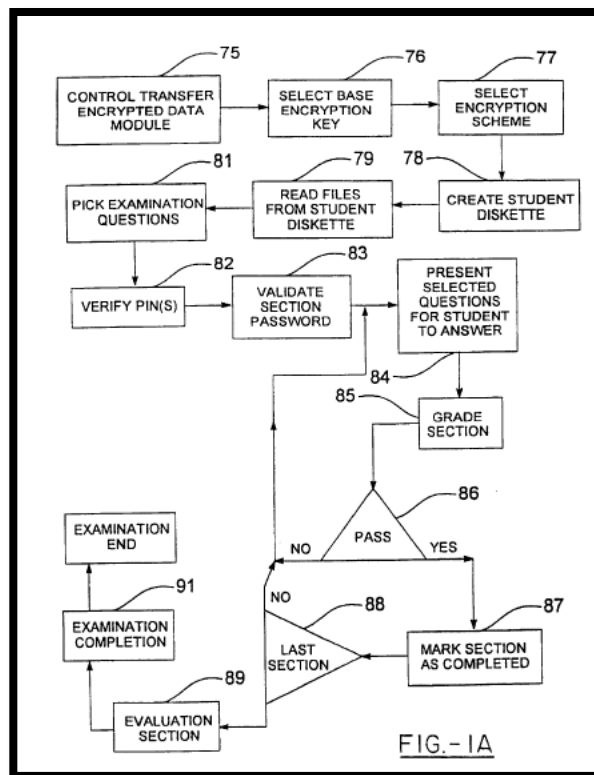 75
CONTROL TRANSFER
ENCRYPTED DATA
MODULE
76
SELECT BASE
ENCRYPTION
KEY
77
SELECT
ENCRYPTION
SCHEME
81
PICK EXAMINATION
QUESTIONS
79
READ FILES
FROM STUDENT
DISKETTE
78
CREATE STUDENT
DISKETTE
82
VERIFY PIN(S)
83
VALIDATE
SECTION
PASSWORD
PRESENT
SELECTED
QUESTIONS
FOR STUDENT
TO ANSWER
84
85
GRADE
SECTION
86
PASS
NO
YES
EXAMINATION
END
91
EXAMINATION
COMPLETION
NO
88
LAST
SECTION
87
MARK SECTION
AS COMPLETED
89
EVALUATION
SECTION
FIG.-1A